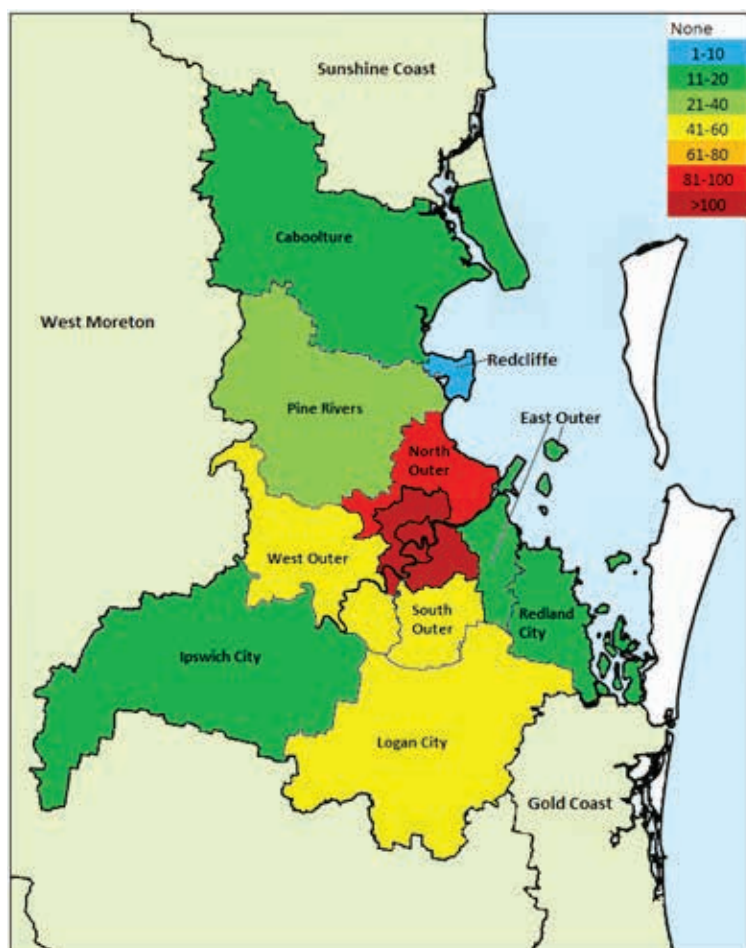 None
1-10
11-20
21-40
41-60
61-80
81-100
>100
Sunshine Coast
Caboolture
West Moreton
Redcliffe
Pine Rivers
East Outer
North
Outer
West Outer
South
Outer
Redland
City
Ipswich City
Logan City
Gold Coast